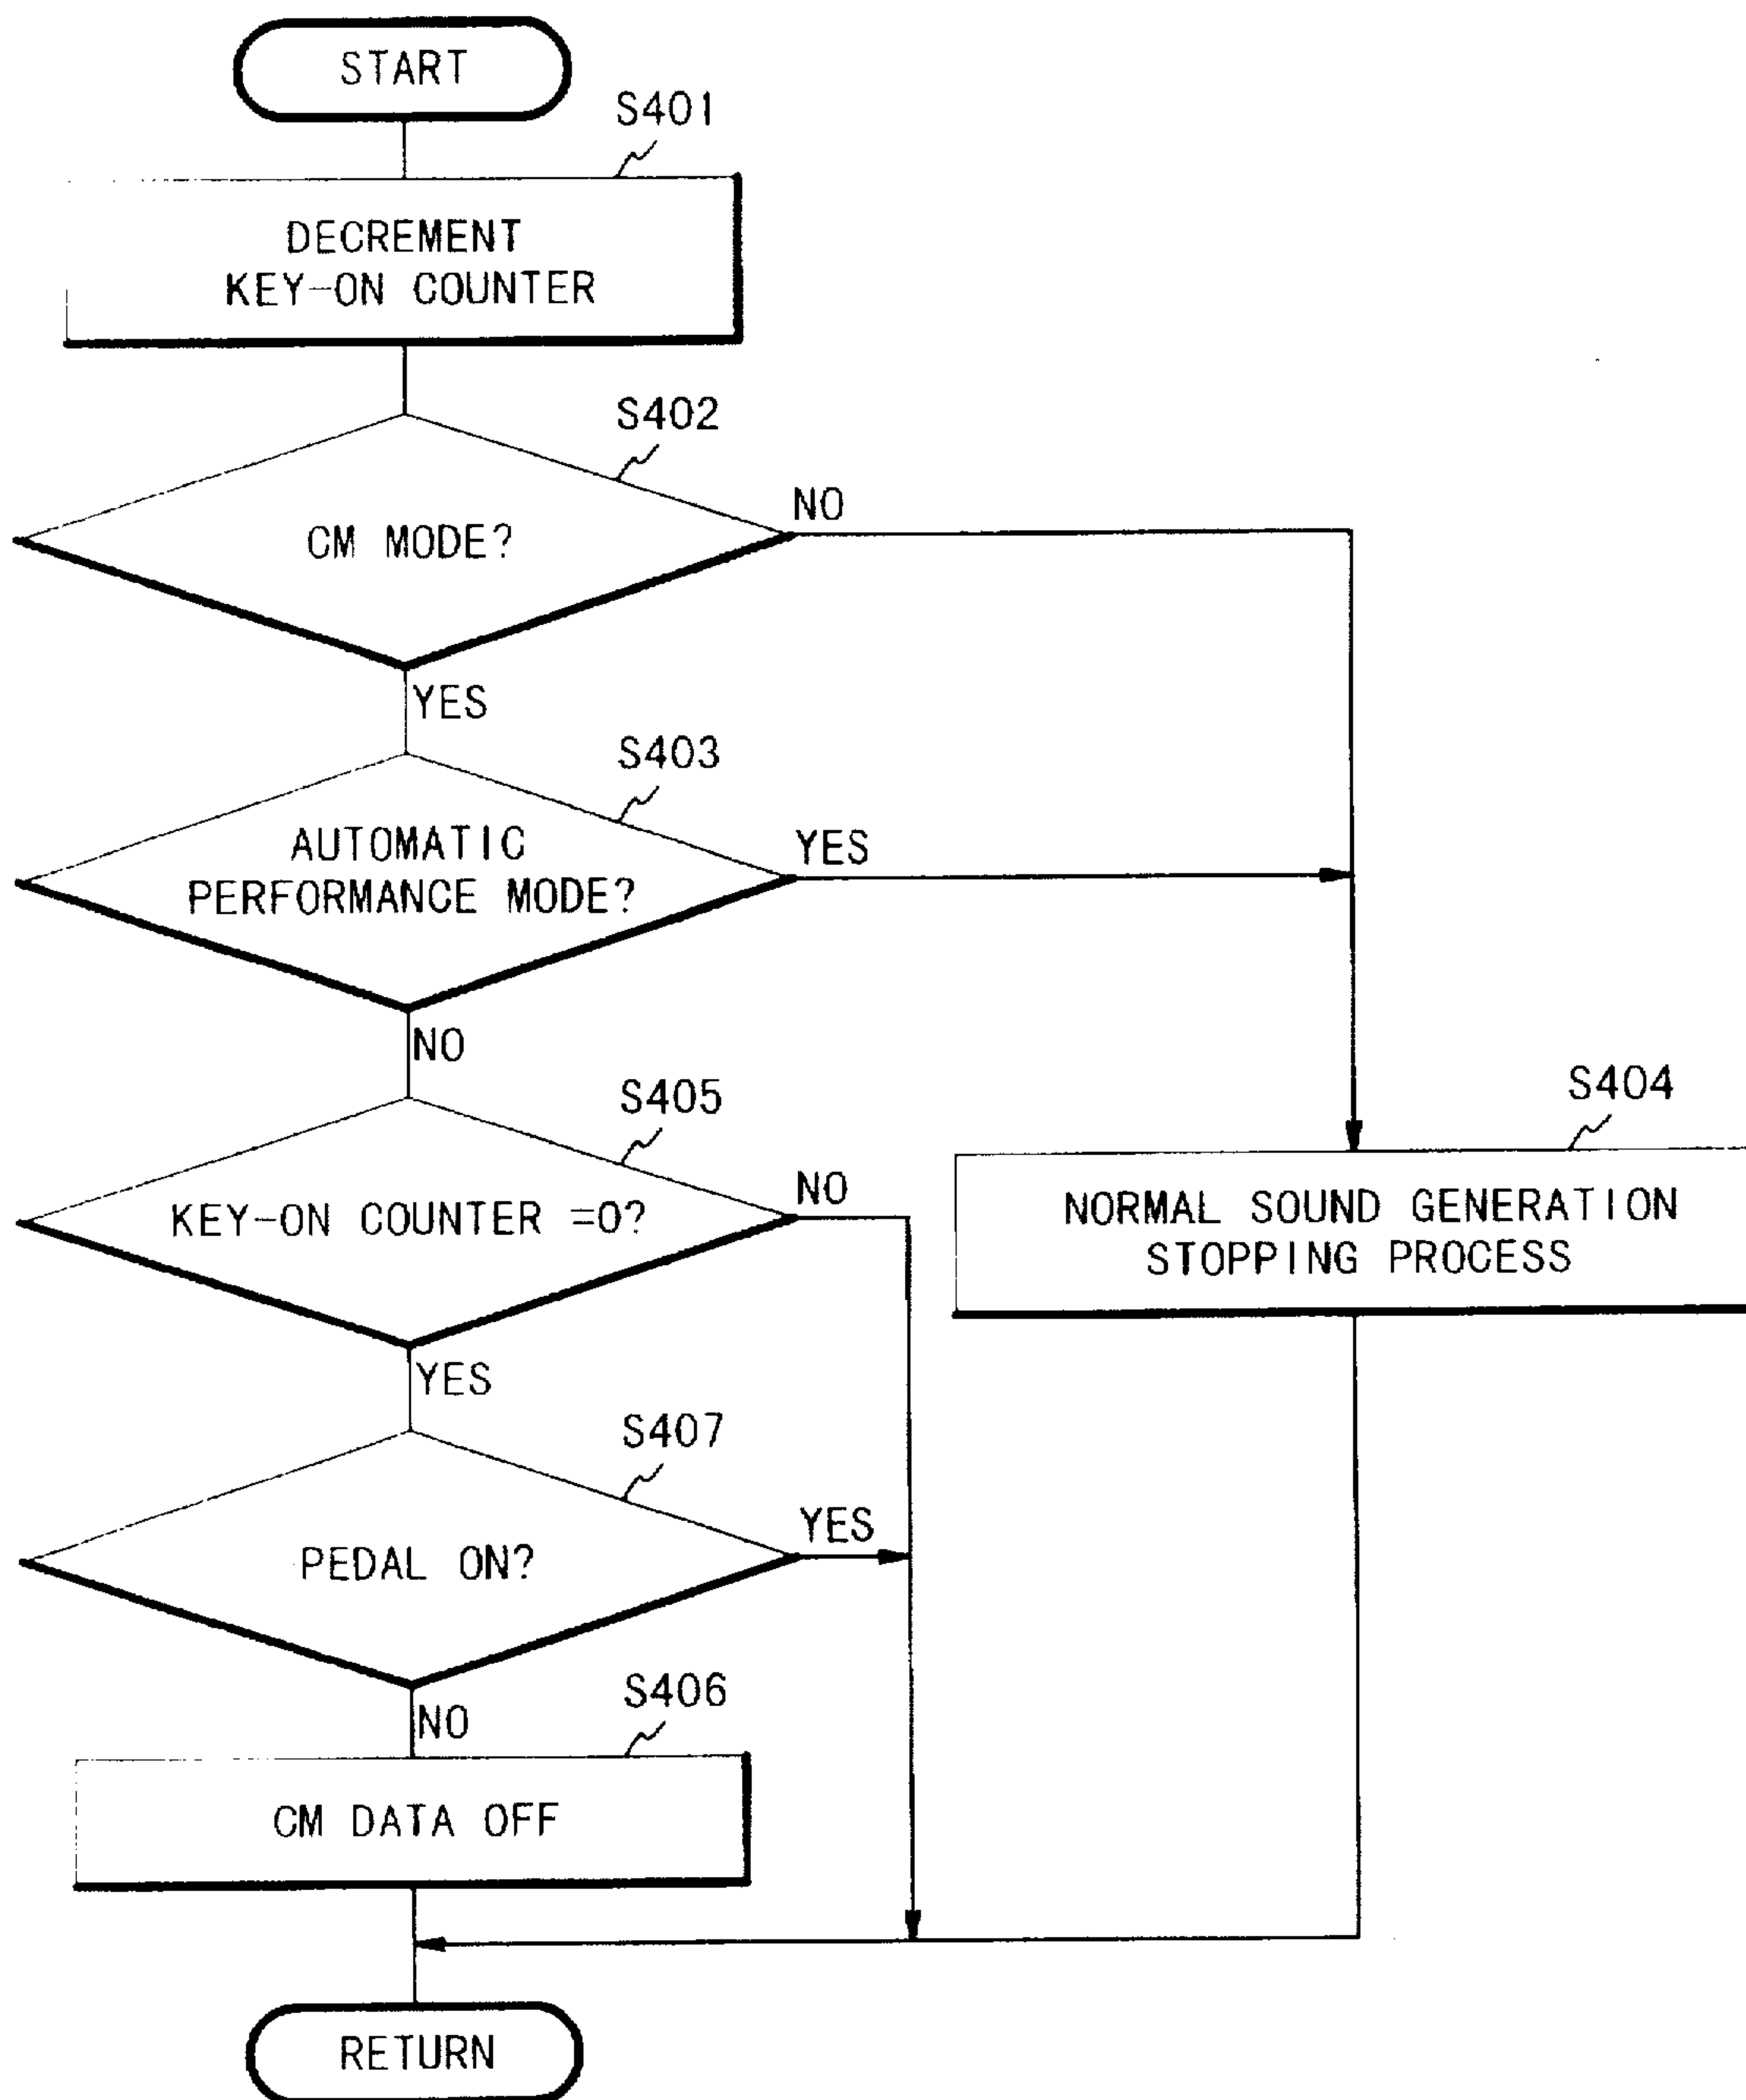 START
S401
DECREMENT
KEY-ON COUNTER
S402
CM MODE?
NO
YES
S403
AUTOMATIC
PERFORMANCE MODE?
YES
NO
S405
KEY-ON COUNTER =0?
NO
YES
S404
NORMAL SOUND GENERATION
STOPPING PROCESS
S407
PEDAL ON?
YES
NO
S406
CM DATA OFF
RETURN